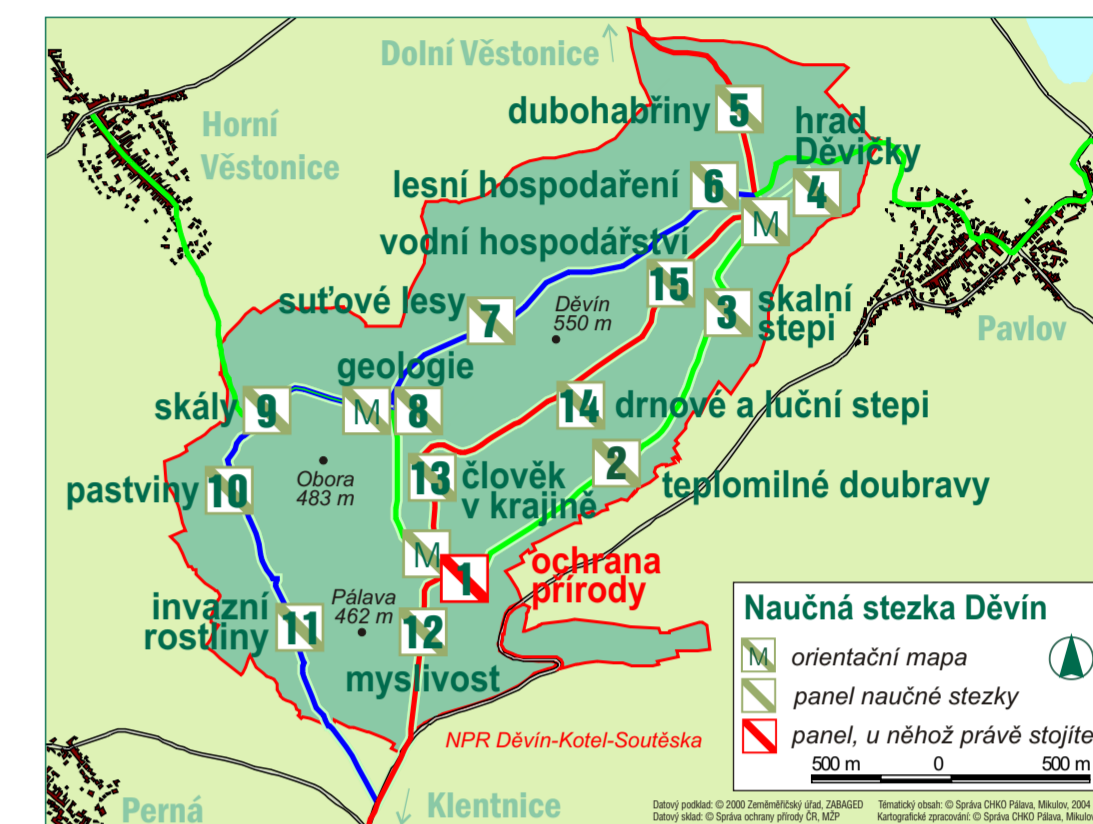 Dolní Věstonice
Horní
Věstonice
dubohabřiny
5
hrad
Děvičky
lesní hospodaření
6
4
M
vodní hospodářství
15
suťové lesy
7
Děvín
550 m
3
skalní
stepi
Pavlov
geologie
skály
9
M
8
14
drnové a luční stepi
pastviny
10
Obora
483 m
13
člověk
v krajině
2
teplomilné doubravy
M
1
ochrana
přírody
invazní
rostliny
11
Pálava
462 m
12
myslivost
NPR Děvín-Kotel-Soutěska
Perná
Klentnice
Naučná stezka Děvín
M
orientační mapa
panel naučné stezky
panel, u něhož právě stojíte
500 m
0
500 m
Datový podklad: © 2000 Zeměměřičský úřad, ZABAGED
Datový sklad: © Správa ochrany přírody ČR, MŽP
Tématický obsah: © Správa CHKO Pálava, Mikulov, 2004
Kartografické zpracování: © Správa CHKO Pálava, Mikulov